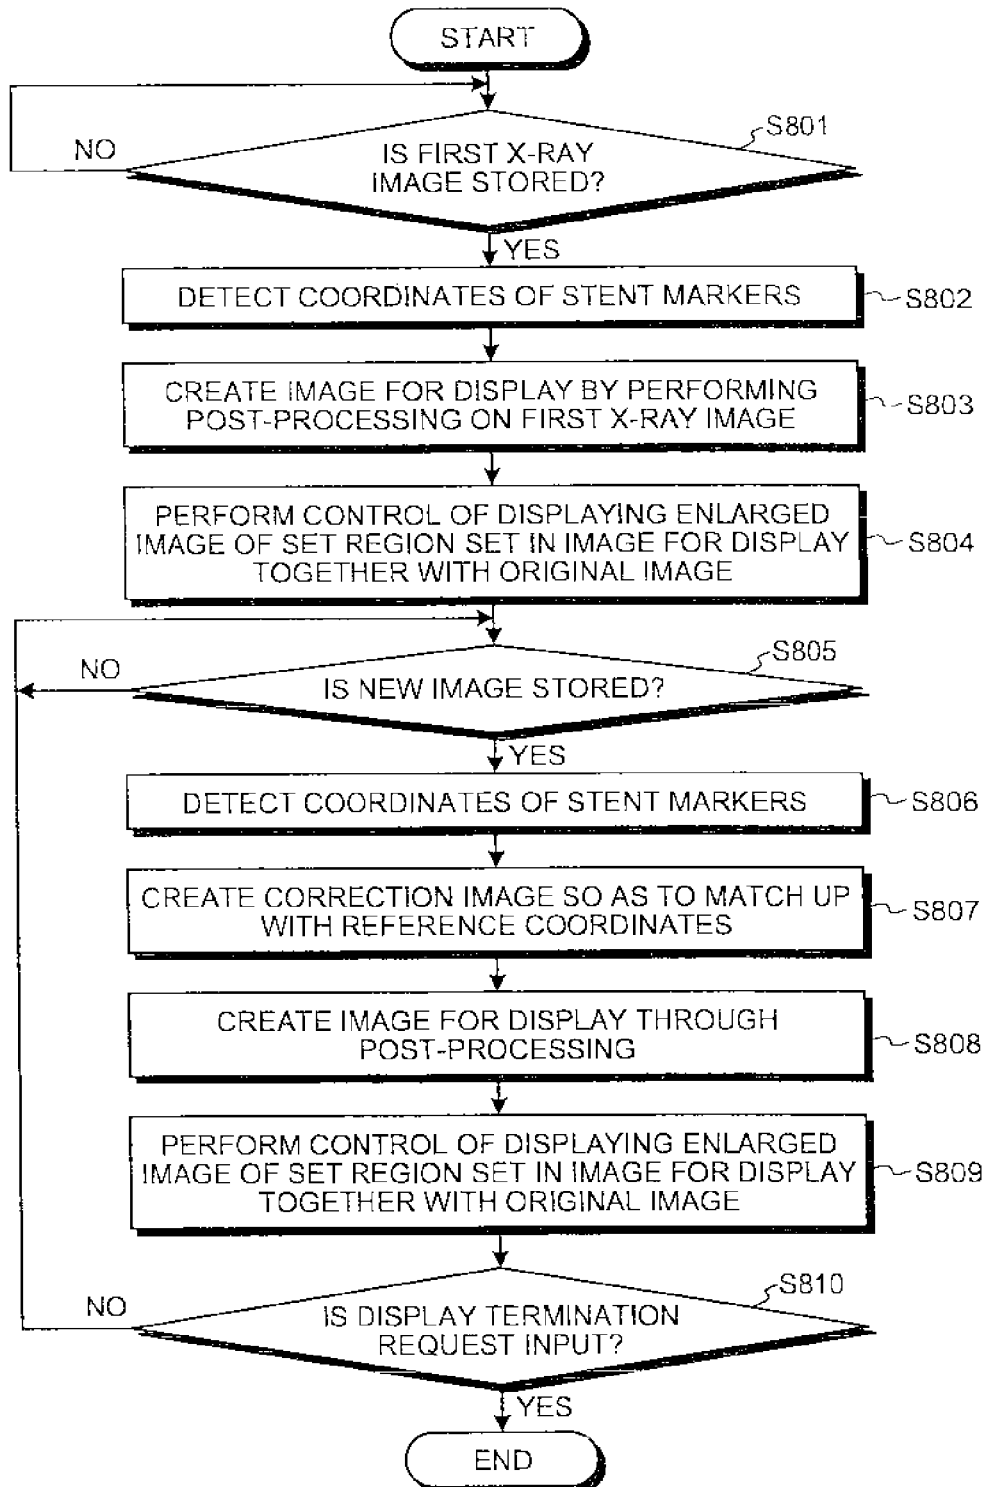 START
S801
NO
IS FIRST X-RAY
IMAGE STORED?
YES
DETECT COORDINATES OF STENT MARKERS
S802
CREATE IMAGE FOR DISPLAY BY PERFORMING
POST-PROCESSING ON FIRST X-RAY IMAGE
S803
PERFORM CONTROL OF DISPLAYING ENLARGED
IMAGE OF SET REGION SET IN IMAGE FOR DISPLAY
TOGETHER WITH ORIGINAL IMAGE
S804
S805
NO
IS NEW IMAGE STORED?
YES
DETECT COORDINATES OF STENT MARKERS
S806
CREATE CORRECTION IMAGE SO AS TO MATCH UP
WITH REFERENCE COORDINATES
S807
CREATE IMAGE FOR DISPLAY THROUGH
POST-PROCESSING
S808
PERFORM CONTROL OF DISPLAYING ENLARGED
IMAGE OF SET REGION SET IN IMAGE FOR DISPLAY
TOGETHER WITH ORIGINAL IMAGE
S809
S810
NO
IS DISPLAY TERMINATION
REQUEST INPUT?
YES
END